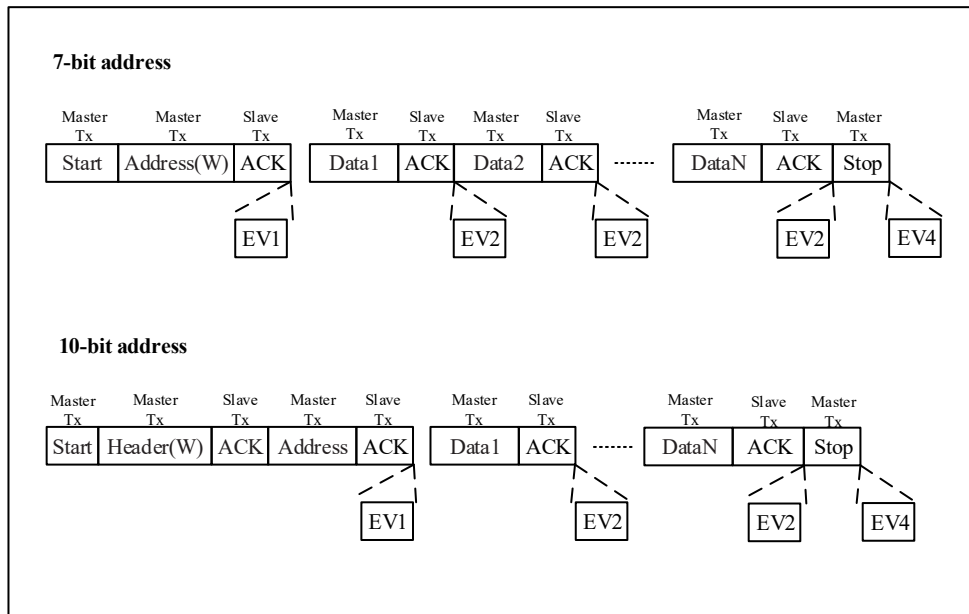 7-bit address
Master Master Slave Master Slave Master Slave Master Slave Master
Tx Tx Tx Tx Tx Tx Tx Tx Tx Tx
Start Address(W) ACK Data1 ACK Data2 ACK DataN ACK Stop
EV1 EV2 EV2 EV2 EV4
10-bit address
Master Master Slave Master Slave Master Slave Master Slave Master
Tx Tx Tx Tx Tx Tx Tx Tx Tx Tx
Start Header(W) ACK Address ACK Data1 ACK DataN ACK Stop
EV1 EV2 EV2 EV4